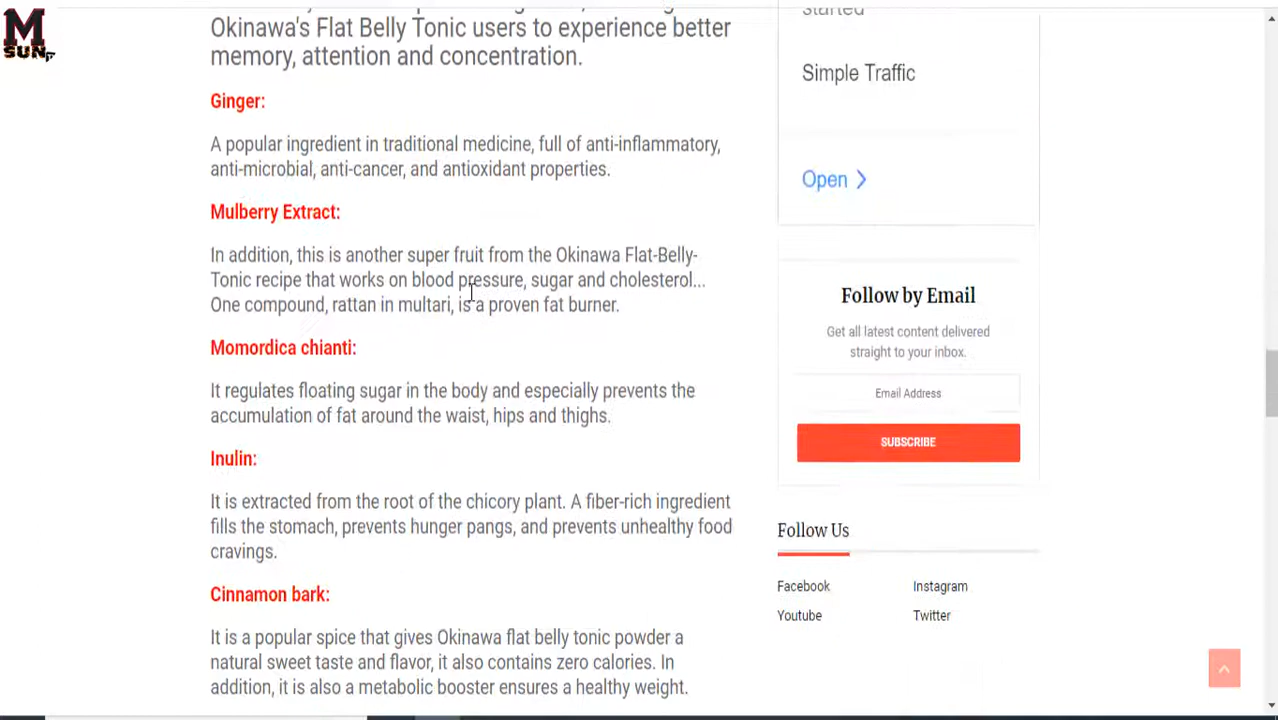 M
SUN
Okinawa's Flat Belly Tonic users to experience better
memory, attention and concentration.
Ginger:
A popular ingredient in traditional medicine, full of anti-inflammatory,
anti-microbial, anti-cancer, and antioxidant properties.
Mulberry Extract:
In addition, this is another super fruit from the Okinawa Flat-Belly-
Tonic recipe that works on blood pressure, sugar and cholesterol...
One compound, rattan in multari, is a proven fat burner.
Momordica chianti:
It regulates floating sugar in the body and especially prevents the
accumulation of fat around the waist, hips and thighs.
Inulin:
It is extracted from the root of the chicory plant. A fiber-rich ingredient
fills the stomach, prevents hunger pangs, and prevents unhealthy food
cravings.
Cinnamon bark:
It is a popular spice that gives Okinawa flat belly tonic powder a
natural sweet taste and flavor, it also contains zero calories. In
addition, it is also a metabolic booster ensures a healthy weight.
started
Simple Traffic
Open
Follow by Email
Get all latest content delivered
straight to your inbox.
Email Address
SUBSCRIBE
Follow Us
Facebook
Instagram
Youtube
Twitter